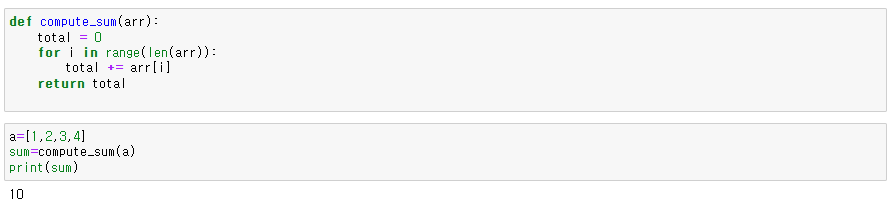 def compute_sum(arr):
    total = 0
    for i in range(len(arr)):
        total += arr[i]
    return total
a=[1,2,3,4]
sum=compute_sum(a)
print(sum)
10